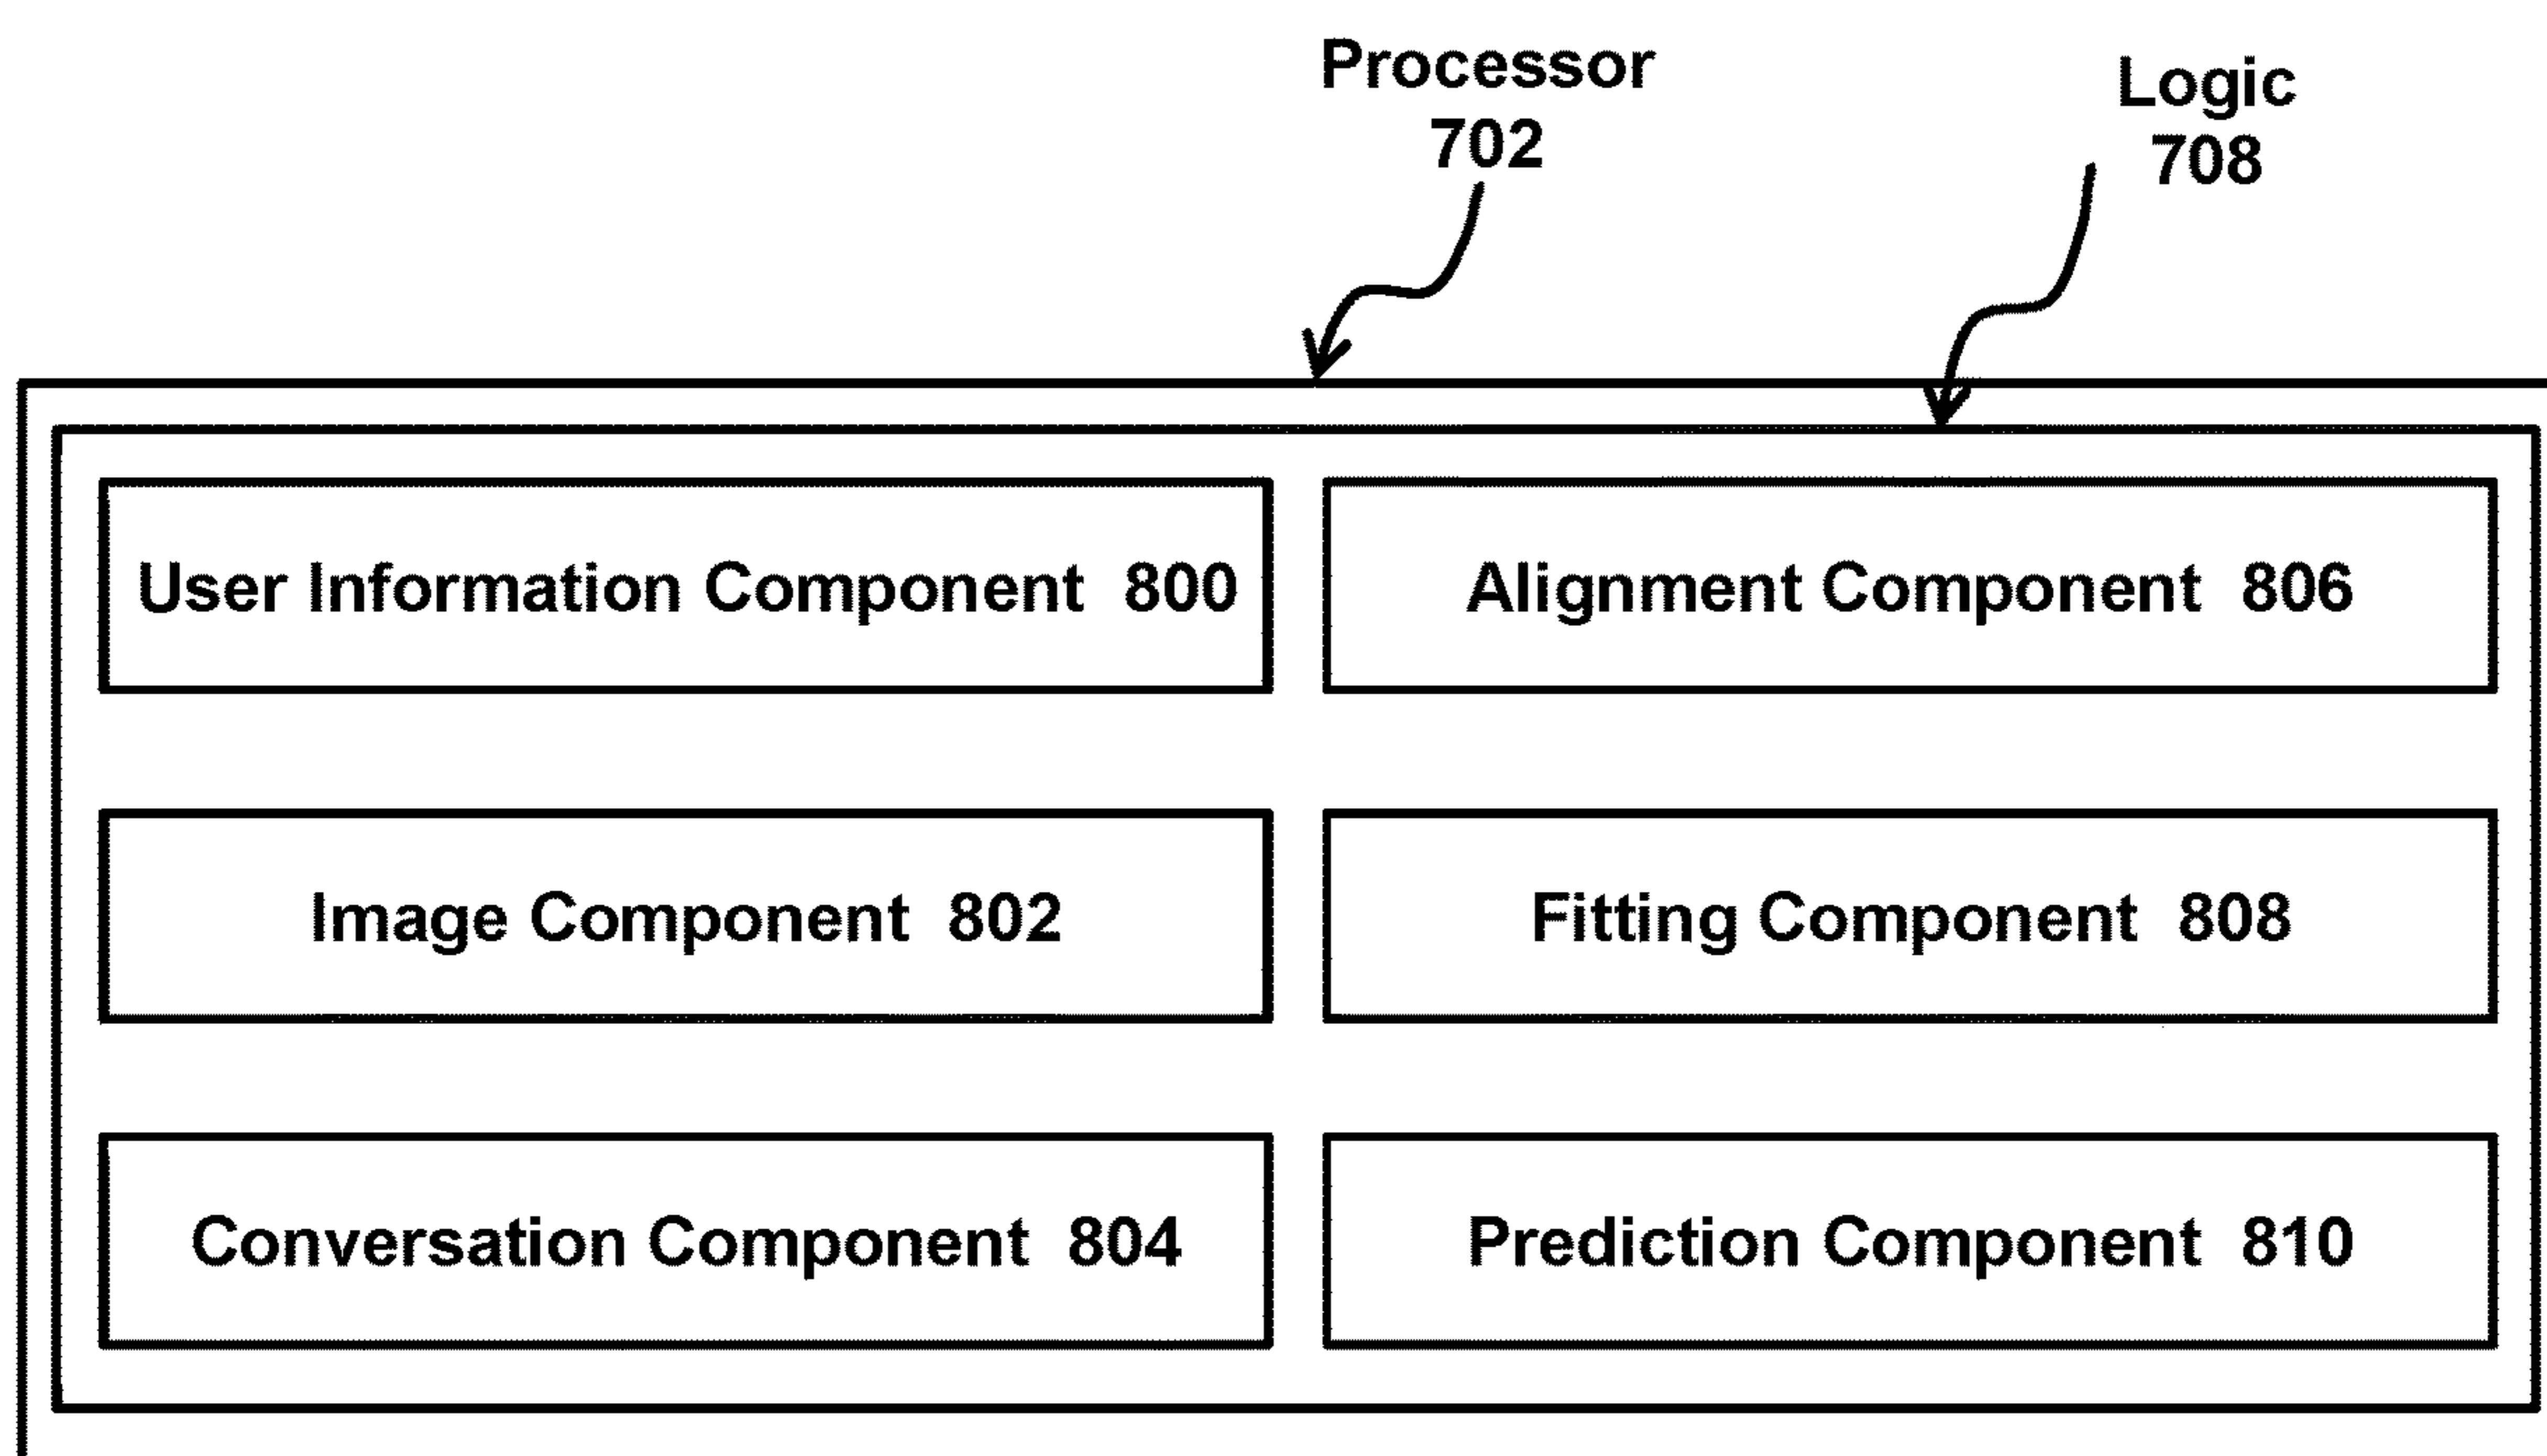 Processor
702
Logic
708
User Information Component 800
Alignment Component 806
Image Component 802
Fitting Component 808
Conversation Component 804
Prediction Component 810